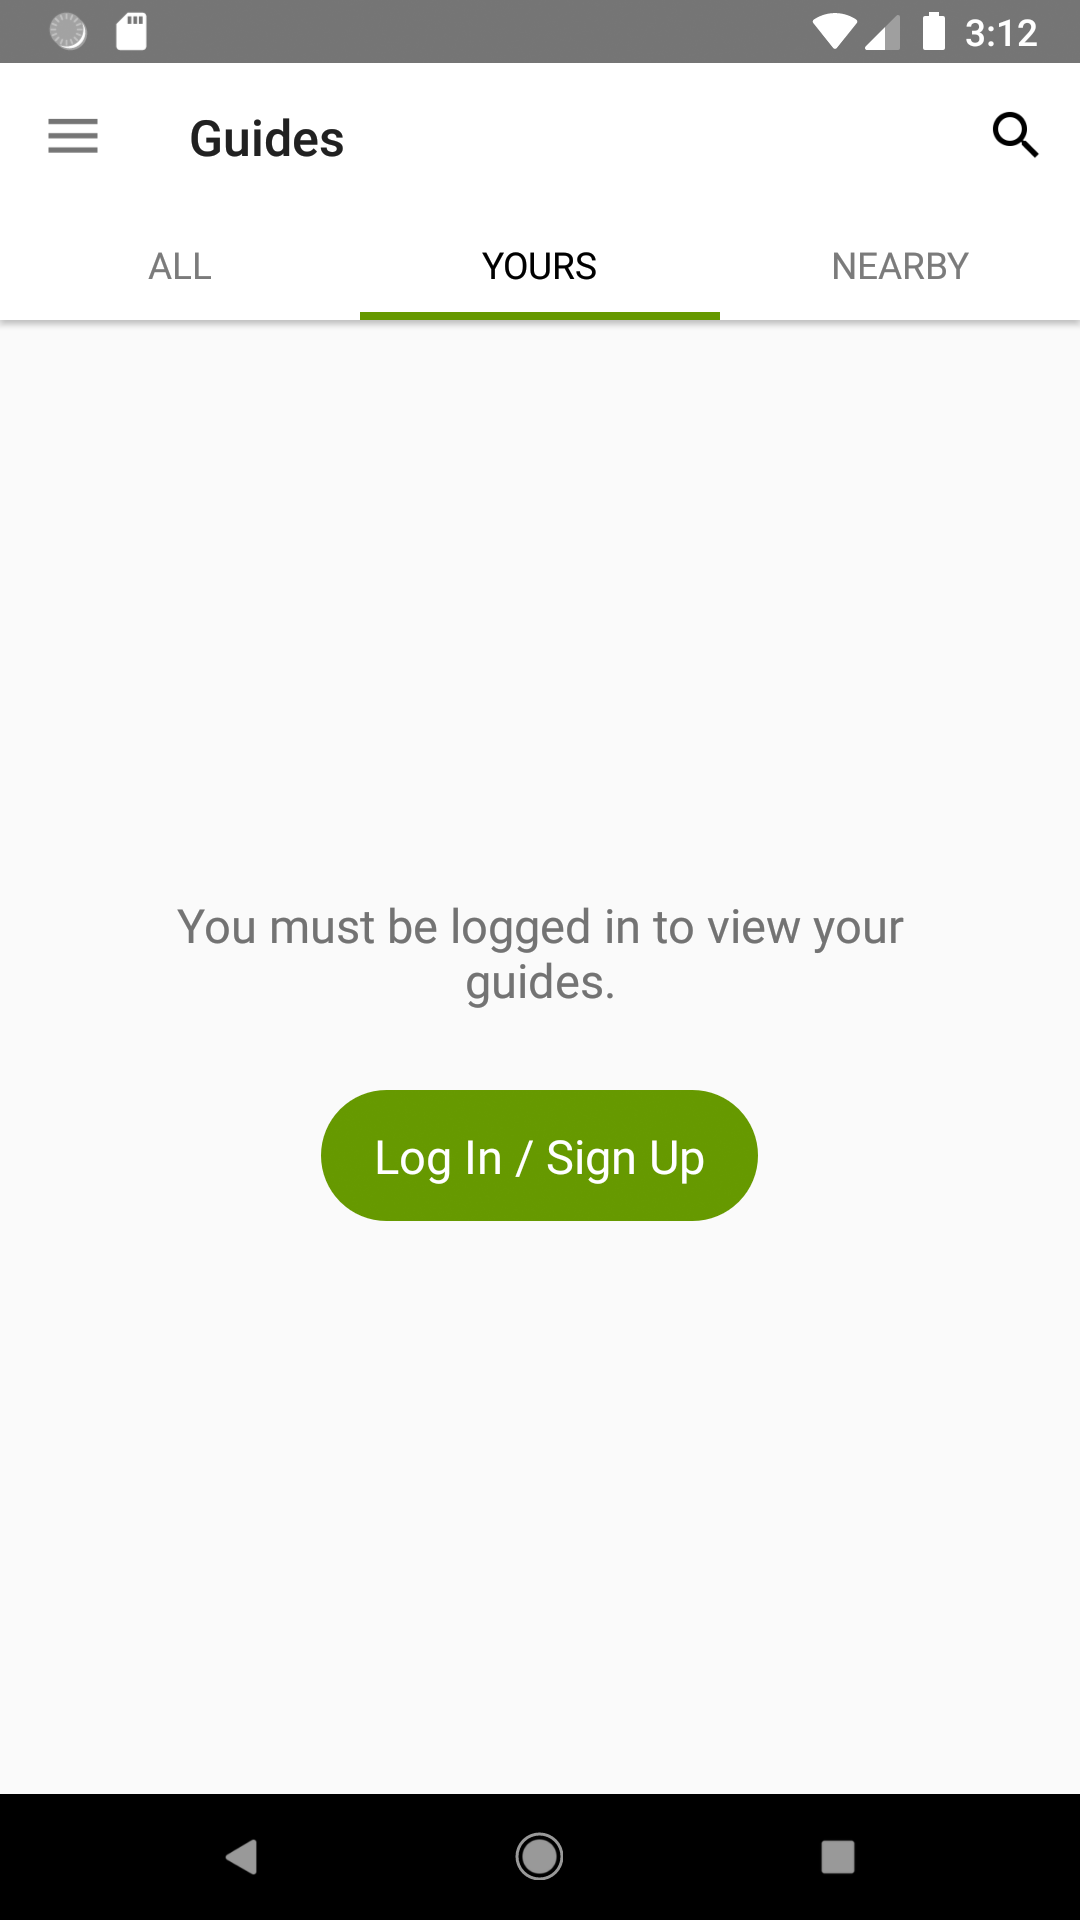 3:12
Guides
ALL
YOURS
NEARBY
You must be logged in to view your
guides.
Log In / Sign Up